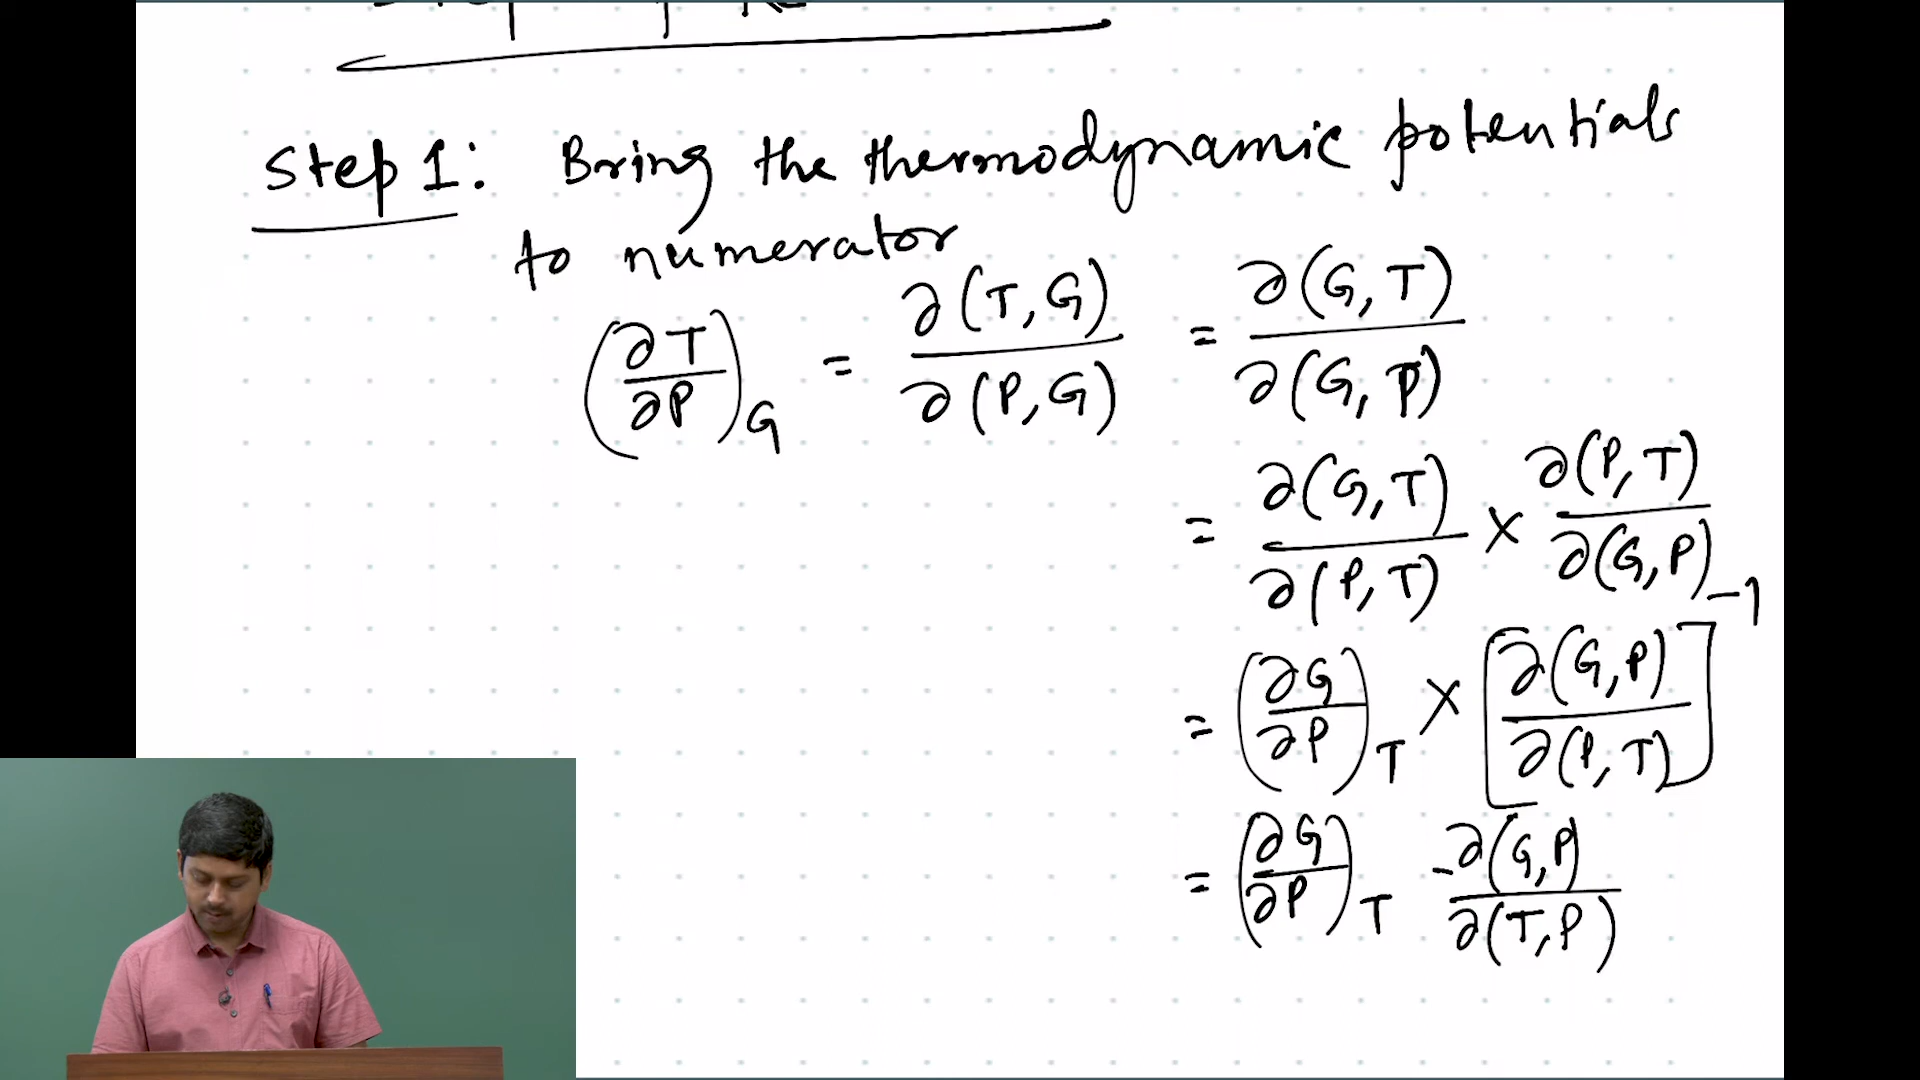 Step 1: Bring the thermodynamic potentials
to numerator
(∂T/∂P)_G = ∂(T,G)/∂(P,G) = ∂(G,T)/∂(G,P)
= ∂(G,T)/∂(P,T) × ∂(P,T)/∂(G,P)
= (∂G/∂P)_T × [∂(G,P)/∂(P,T)]^-1
= (∂G/∂P)_T -∂(G,P)/∂(T,P)